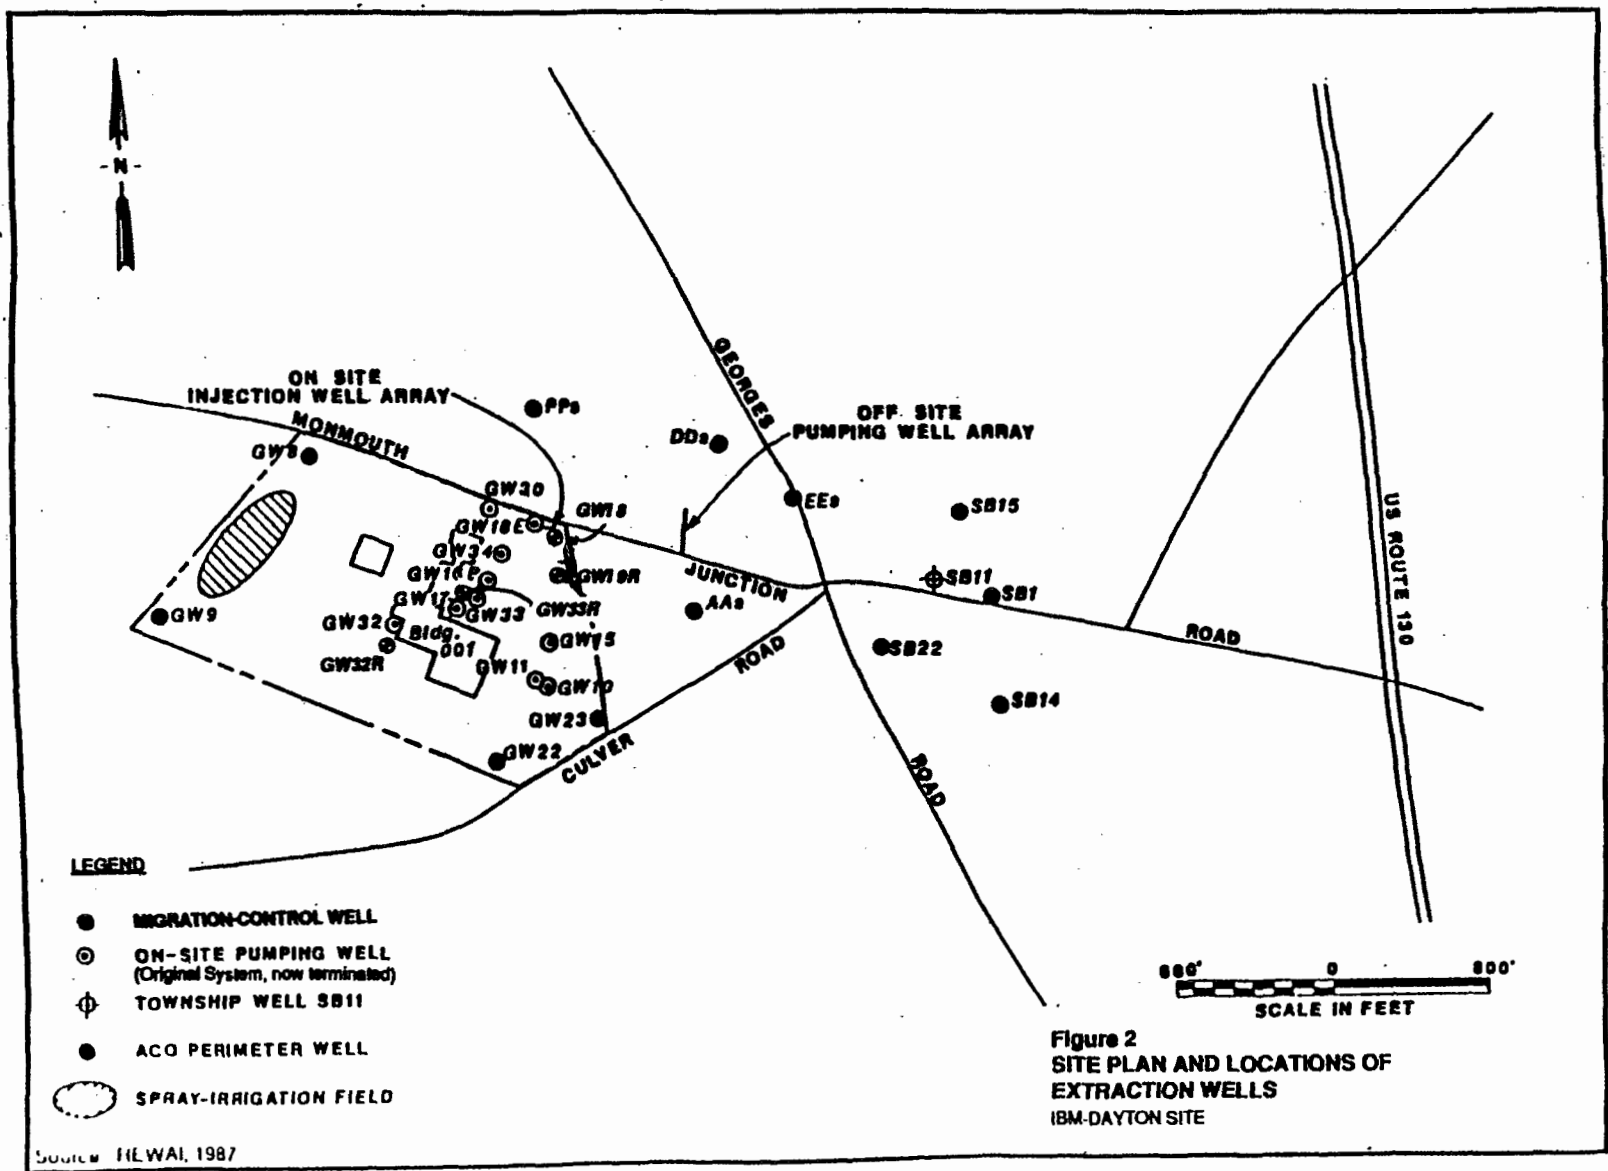 - N -
ON SITE
INJECTION WELL ARRAY
MONMOUTH
GEORGES
OFF SITE
PUMPING WELL ARRAY
PPs
DDs
EEs
GW8
GW30
GW18
GW18E
GW34
GW19R
GW17
GW33
GW33R
JUNCTION
AAs
SB15
SB11
SB1
ROAD
US ROUTE 130
GW9
GW32
GW32R
Bldg.
001
GW15
GW11
GW10
GW23
GW22
CULVER
ROAD
SB22
SB14
ROAD
LEGEND
MIGRATION-CONTROL WELL
ON-SITE PUMPING WELL
(Original System, now terminated)
TOWNSHIP WELL SB11
ACO PERIMETER WELL
SPRAY-IRRIGATION FIELD
0 800'
SCALE IN FEET
Figure 2
SITE PLAN AND LOCATIONS OF
EXTRACTION WELLS
IBM-DAYTON SITE
HEWAI, 1987